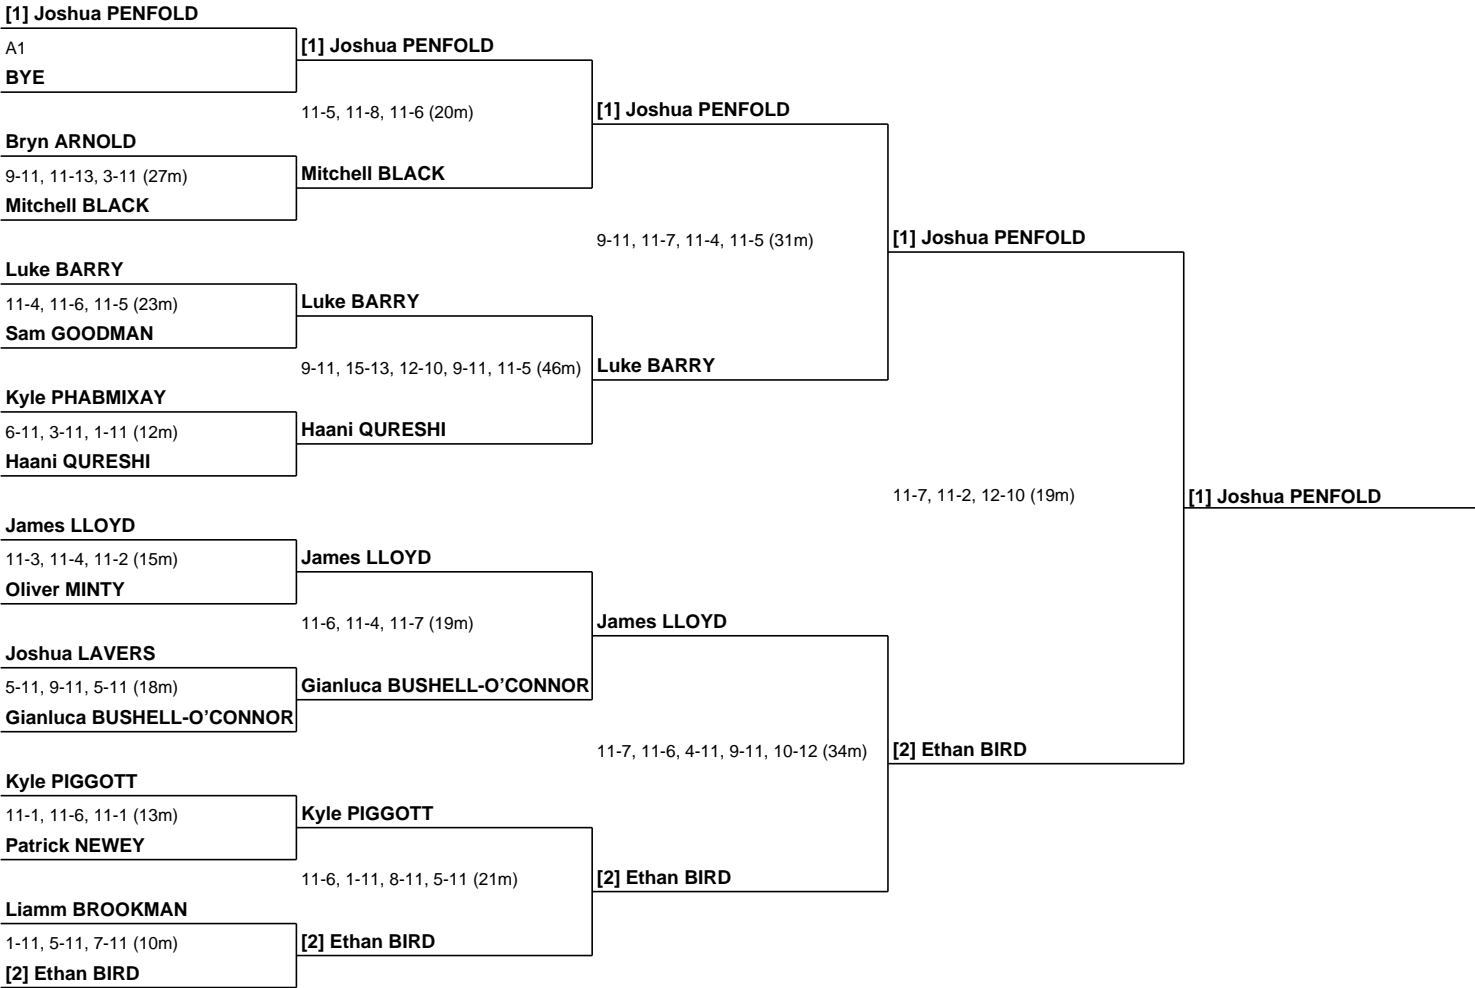 [1] Joshua PENFOLD
A1
BYE
Bryn ARNOLD
9-11, 11-13, 3-11 (27m)
Mitchell BLACK
Luke BARRY
11-4, 11-6, 11-5 (23m)
Sam GOODMAN
Kyle PHABMIXAY
6-11, 3-11, 1-11 (12m)
Haani QURESHI
James LLOYD
11-3, 11-4, 11-2 (15m)
Oliver MINTY
Joshua LAVERS
5-11, 9-11, 5-11 (18m)
Gianluca BUSHELL-O’CONNOR
Kyle PIGGOTT
11-1, 11-6, 11-1 (13m)
Patrick NEWEY
Liamm BROOKMAN
1-11, 5-11, 7-11 (10m)
[2] Ethan BIRD
[1] Joshua PENFOLD
11-5, 11-8, 11-6 (20m)
Mitchell BLACK
Luke BARRY
9-11, 15-13, 12-10, 9-11, 11-5 (46m)
Haani QURESHI
James LLOYD
11-6, 11-4, 11-7 (19m)
Gianluca BUSHELL-O’CONNOR
Kyle PIGGOTT
11-6, 1-11, 8-11, 5-11 (21m)
[2] Ethan BIRD
[1] Joshua PENFOLD
9-11, 11-7, 11-4, 11-5 (31m)
Luke BARRY
James LLOYD
11-7, 11-6, 4-11, 9-11, 10-12 (34m)
[2] Ethan BIRD
[1] Joshua PENFOLD
11-7, 11-2, 12-10 (19m)
[2] Ethan BIRD
[1] Joshua PENFOLD